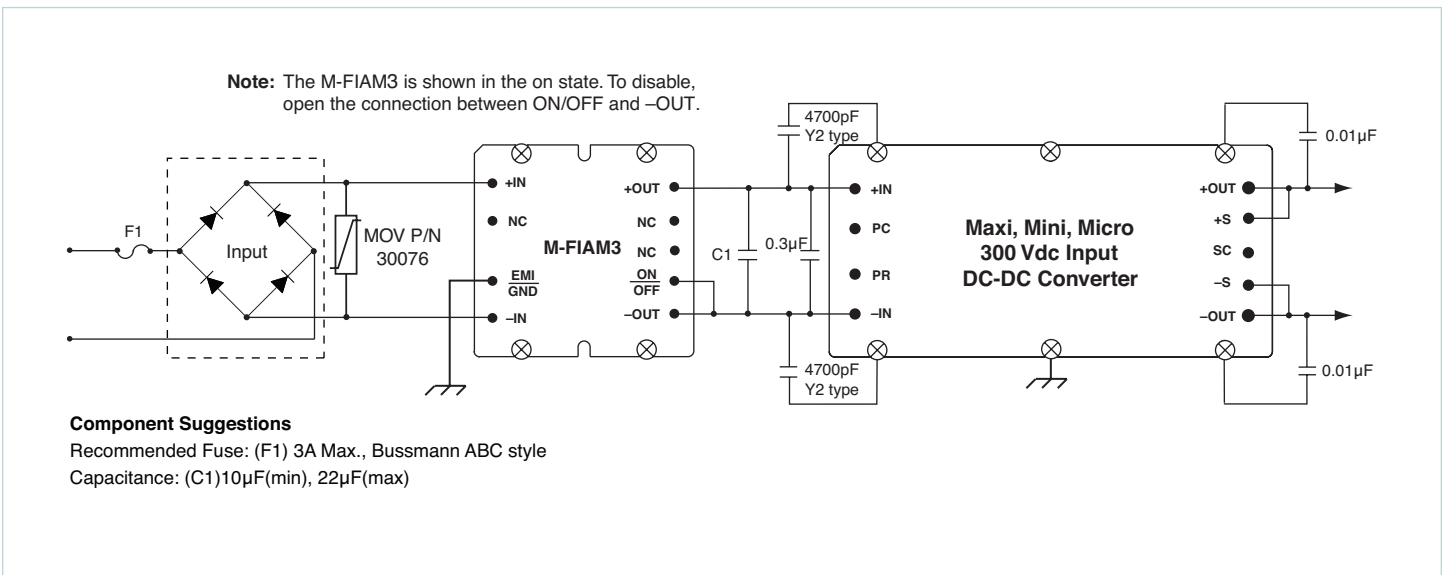 Note: The M-FIAM3 is shown in the on state. To disable,
open the connection between ON/OFF and –OUT.
F1
Input
MOV P/N
30076
+IN
NC
EMI
GND
–IN
M-FIAM3
+OUT
NC
NC
ON
OFF
–OUT
C1
0.3µF
4700pF
Y2 type
4700pF
Y2 type
+IN
PC
PR
–IN
Maxi, Mini, Micro
300 Vdc Input
DC-DC Converter
+OUT
+S
SC
–S
–OUT
0.01µF
0.01µF
Component Suggestions
Recommended Fuse: (F1) 3A Max., Bussmann ABC style
Capacitance: (C1)10µF(min), 22µF(max)